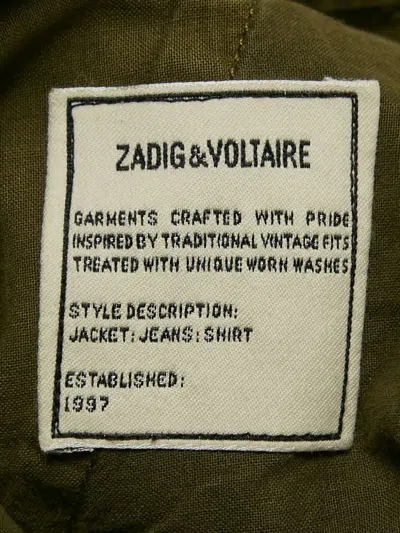 ZADIG&VOLTAIRE
GARMENTS CRAFTED WITH PRIDE
INSPIRED BY TRADITIONAL VINTAGE FITS
TREATED WITH UNIQUE WORN WASHES
STYLE DESCRIPTION:
JACKET: JEANS: SHIRT
ESTABLISHED:
1997